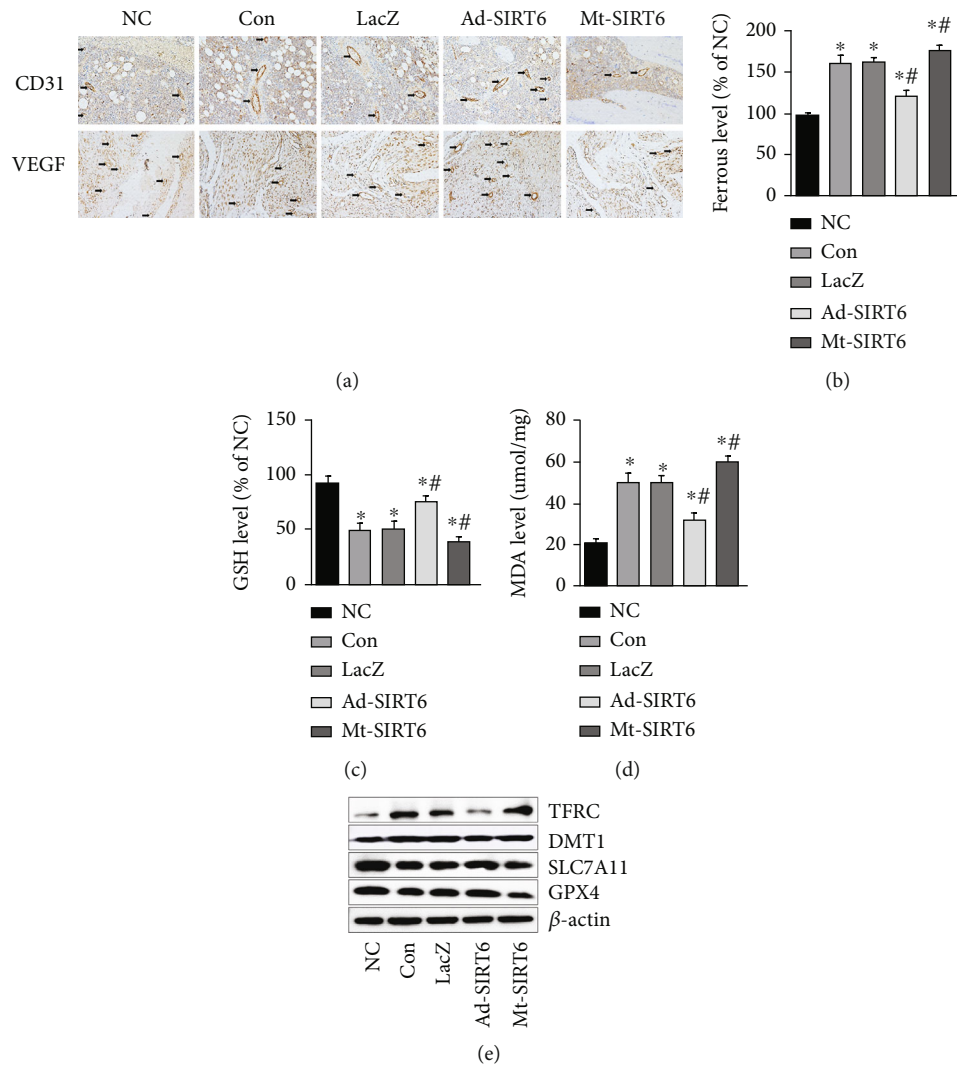 NC Con LacZ Ad-SIRT6 Mt-SIRT6
CD31
VEGF
(a)
Ferrous level (% of NC)
200
150
100
50
0
* * *# *#
NC
Con
LacZ
Ad-SIRT6
Mt-SIRT6
(b)
GSH level (% of NC)
150
100
50
0
* * *# *#
NC
Con
LacZ
Ad-SIRT6
Mt-SIRT6
(c)
MDA level (umol/mg)
80
60
40
20
0
* * *# *#
NC
Con
LacZ
Ad-SIRT6
Mt-SIRT6
(d)
TFRC
DMT1
SLC7A11
GPX4
β-actin
NC Con LacZ Ad-SIRT6 Mt-SIRT6
(e)